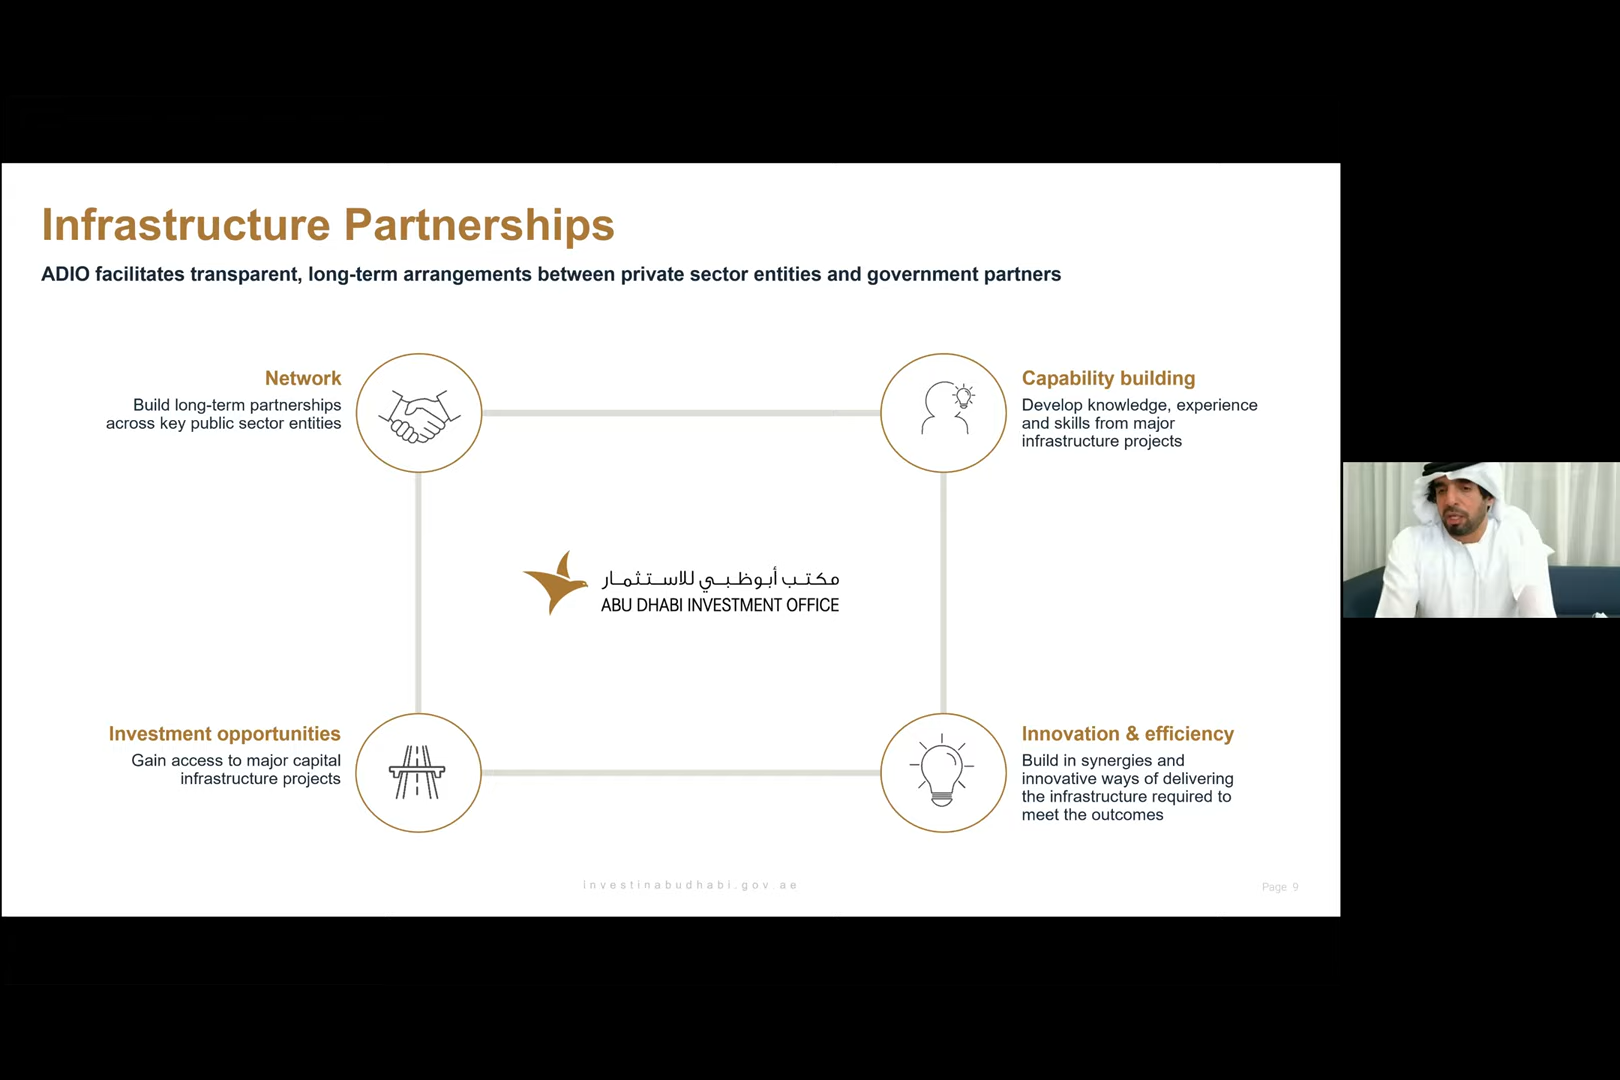 Infrastructure Partnerships
ADIO facilitates transparent, long-term arrangements between private sector entities and government partners
Network
Build long-term partnerships
across key public sector entities
Capability building
Develop knowledge, experience
and skills from major
infrastructure projects
مكتب أبوظبي للاستثمار
ABU DHABI INVESTMENT OFFICE
Investment opportunities
Gain access to major capital
infrastructure projects
Innovation & efficiency
Build in synergies and
innovative ways of delivering
the infrastructure required to
meet the outcomes
investinabudhabi.gov.ae
Page 9